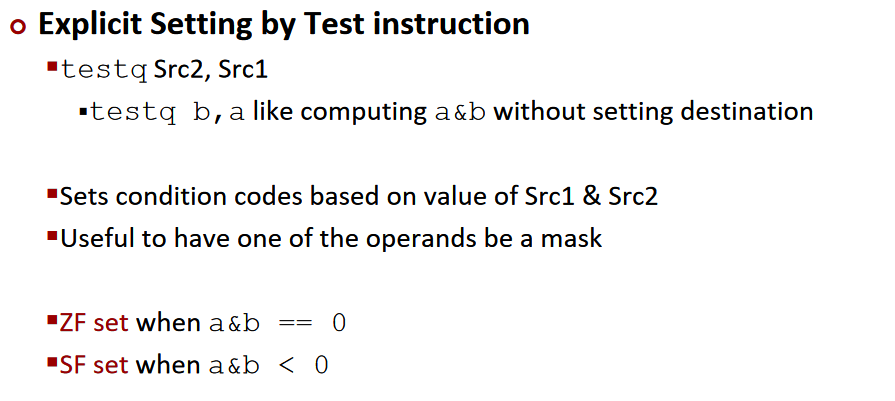 Explicit Setting by Test instruction
testq Src2, Src1
testq b,a like computing a&b without setting destination
Sets condition codes based on value of Src1 & Src2
Useful to have one of the operands be a mask
ZF set when a&b == 0
SF set when a&b < 0